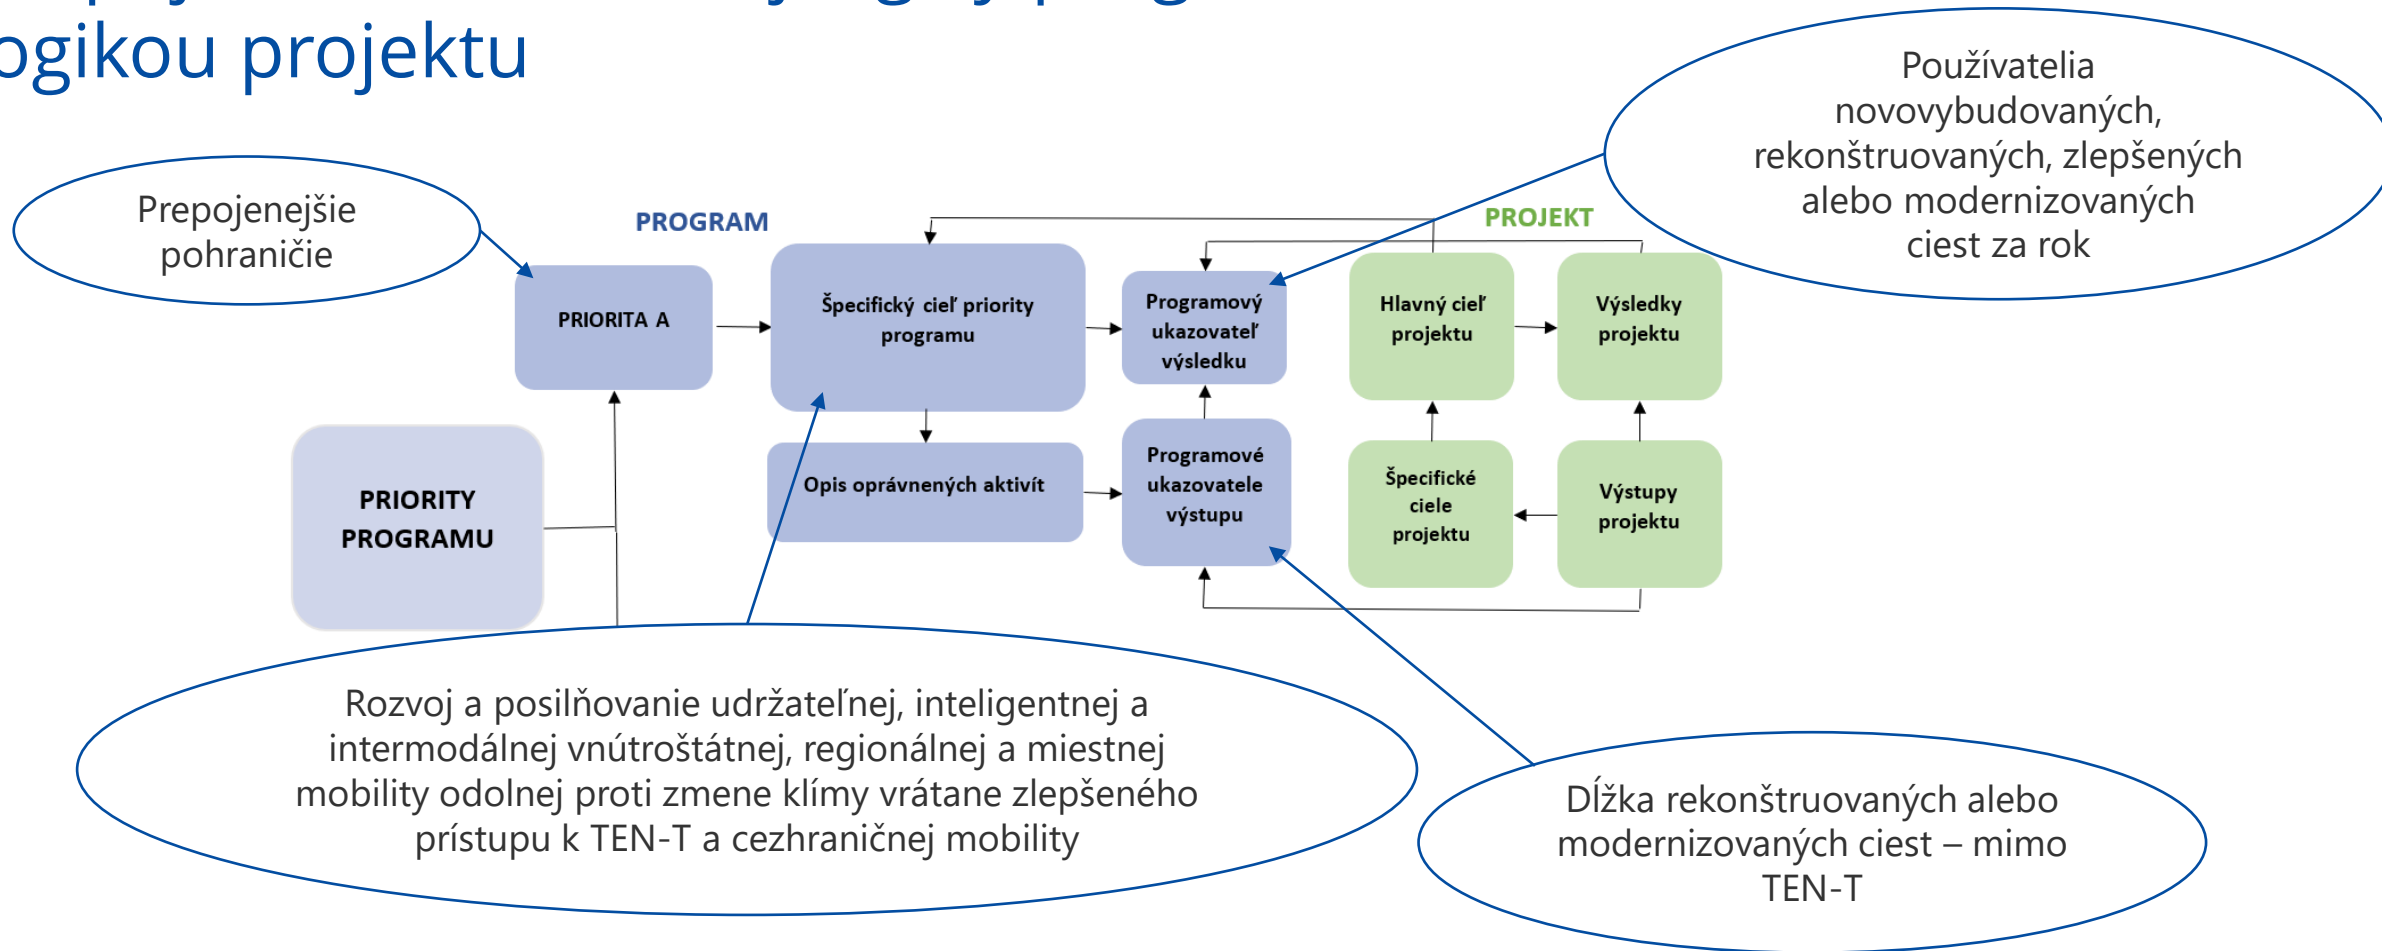 ogikou projektu
Používatelia
novovybudovaných,
rekonštruovaných, zlepšených
alebo modernizovaných
ciest za rok
Prepojenejšie
pohraničie
PROGRAM
PROJEKT
PRIORITA A
Špecifický cieľ priority
programu
Programový
ukazovateľ
výsledku
Hlavný cieľ
projektu
Výsledky
projektu
PRIORITY
PROGRAMU
Opis oprávnených aktivít
Programové
ukazovatele
výstupu
Špecifické
ciele
projektu
Výstupy
projektu
Rozvoj a posilňovanie udržateľnej, inteligentnej a
intermodálnej vnútroštátnej, regionálnej a miestnej
mobility odolnej proti zmene klímy vrátane zlepšeného
prístupu k TEN-T a cezhraničnej mobility
Dĺžka rekonštruovaných alebo
modernizovaných ciest – mimo
TEN-T